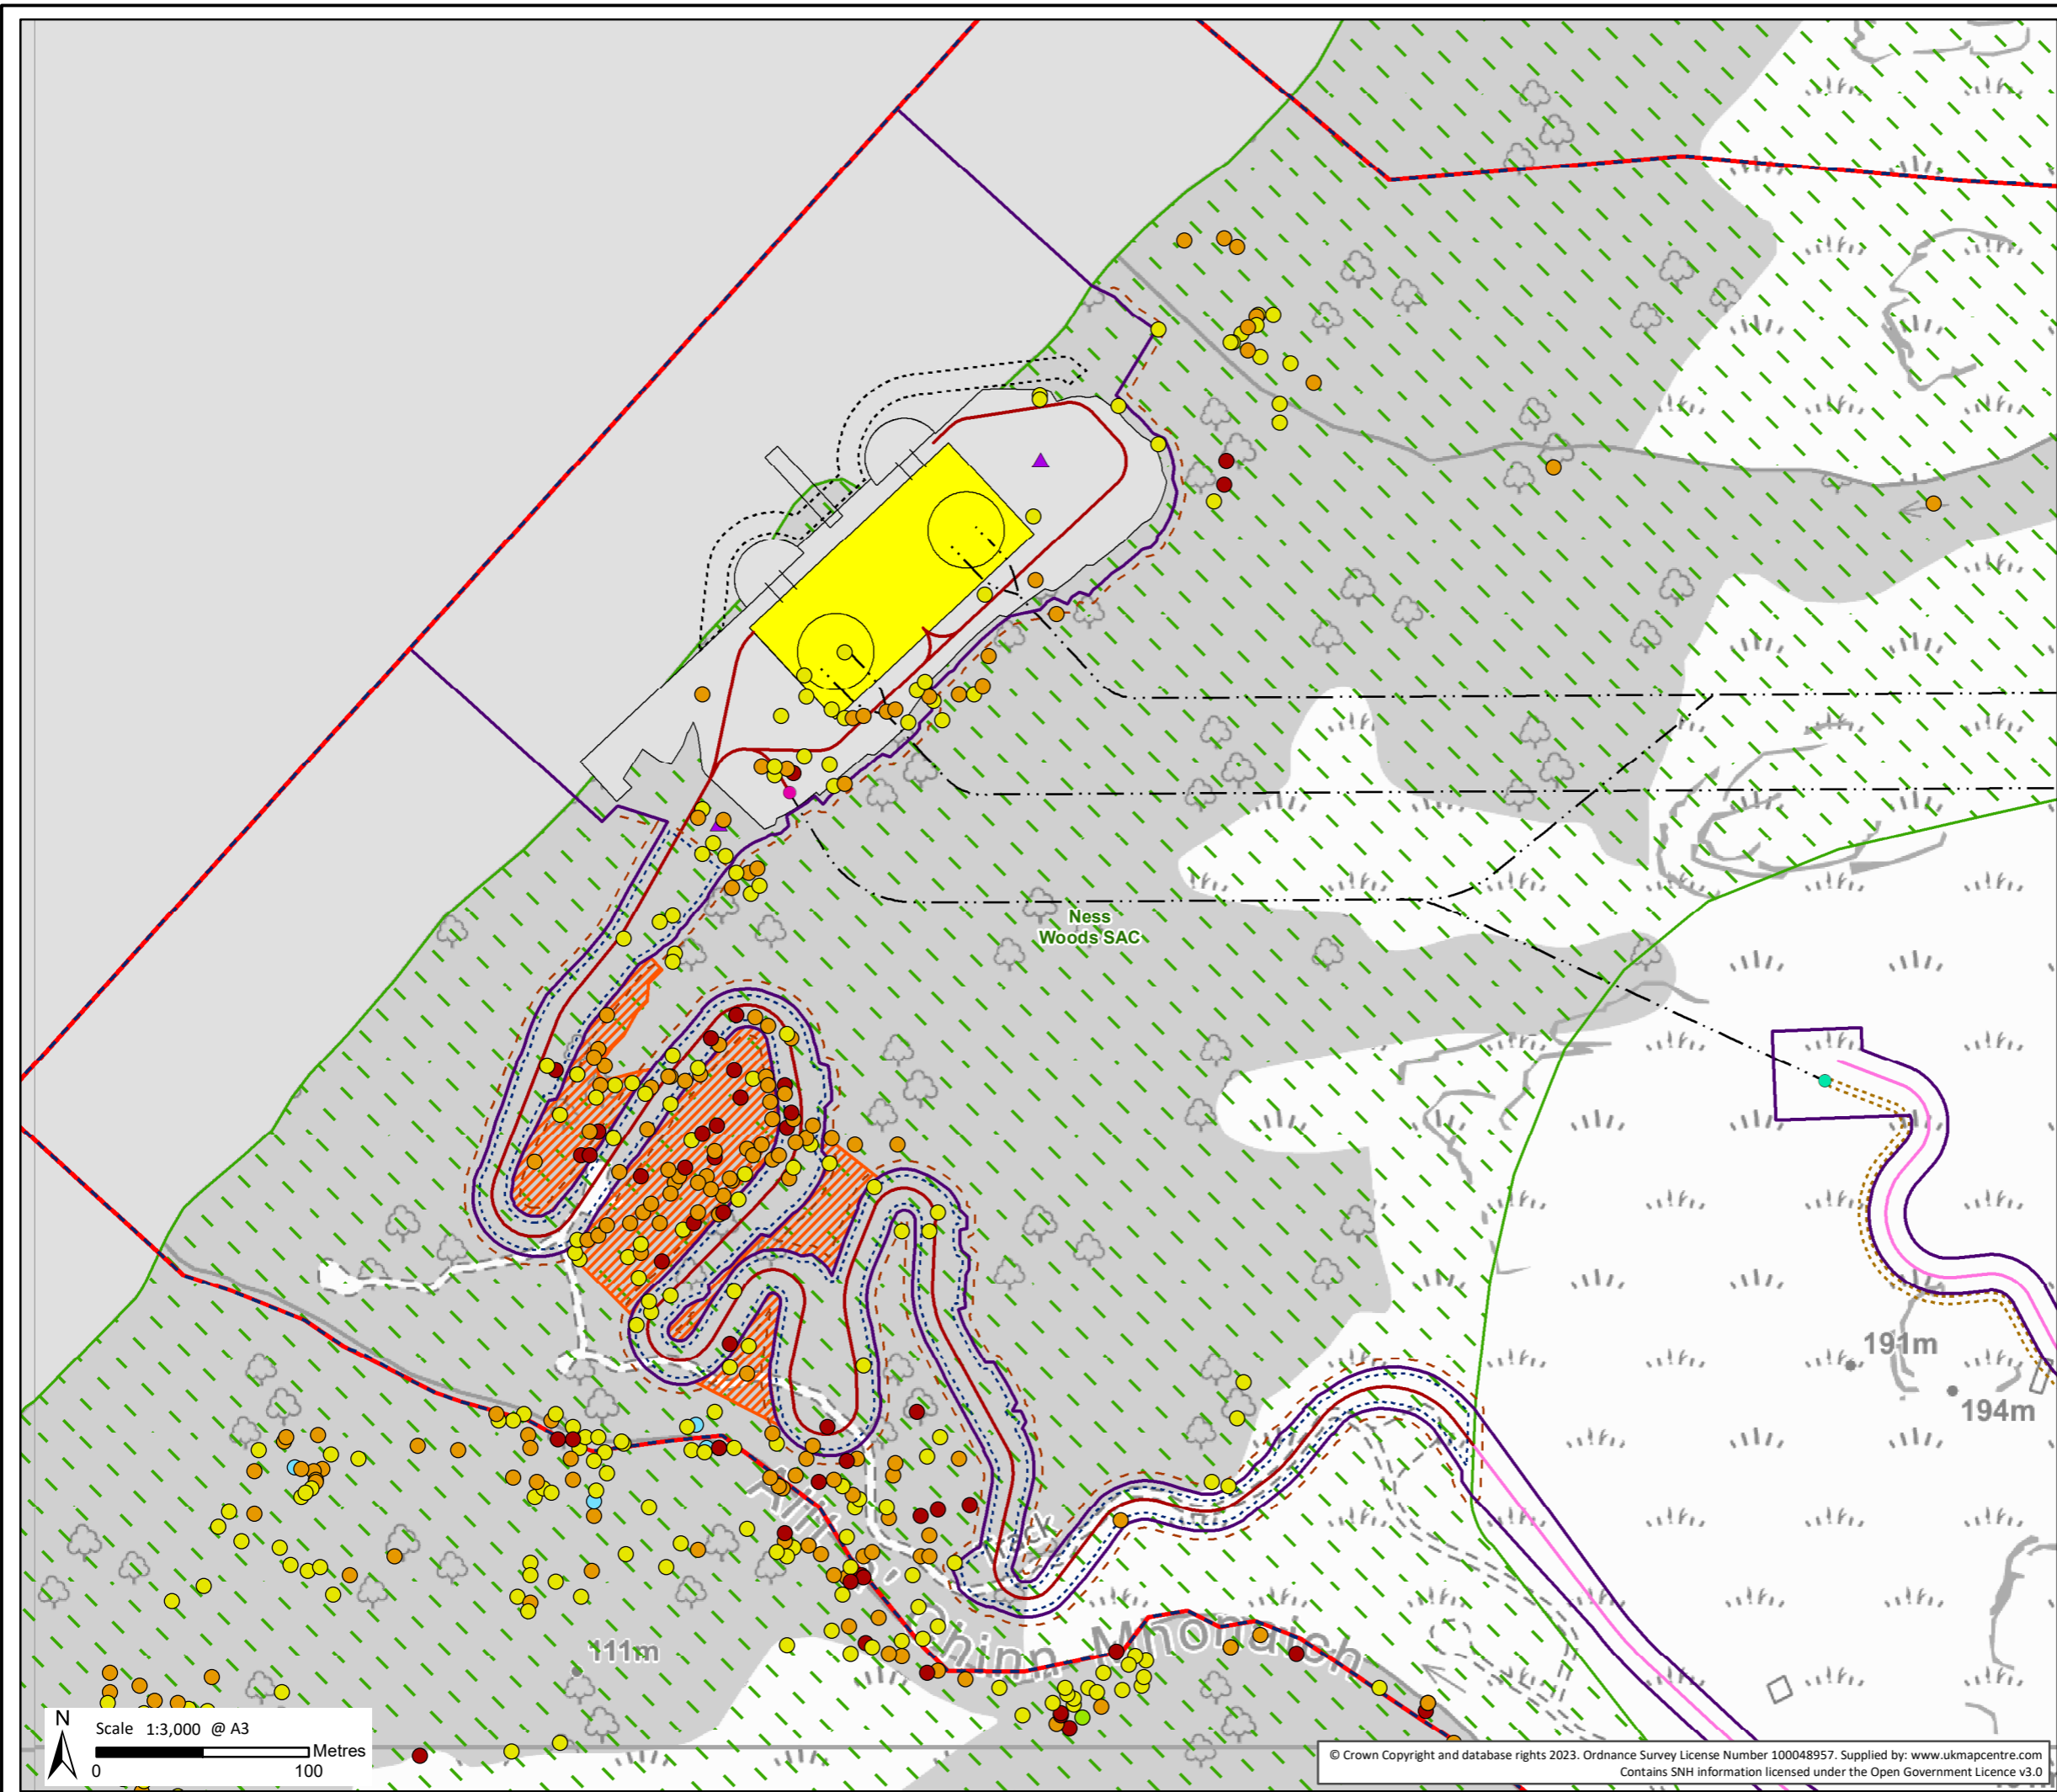 Ness
Woods SAC
191m
194m
111m
Mhonaich
N
Scale 1:3,000 @ A3
Metres
0 100
© Crown Copyright and database rights 2023. Ordnance Survey License Number 100048957. Supplied by: www.ukmapcentre.com
Contains SNH information licensed under the Open Government Licence v3.0